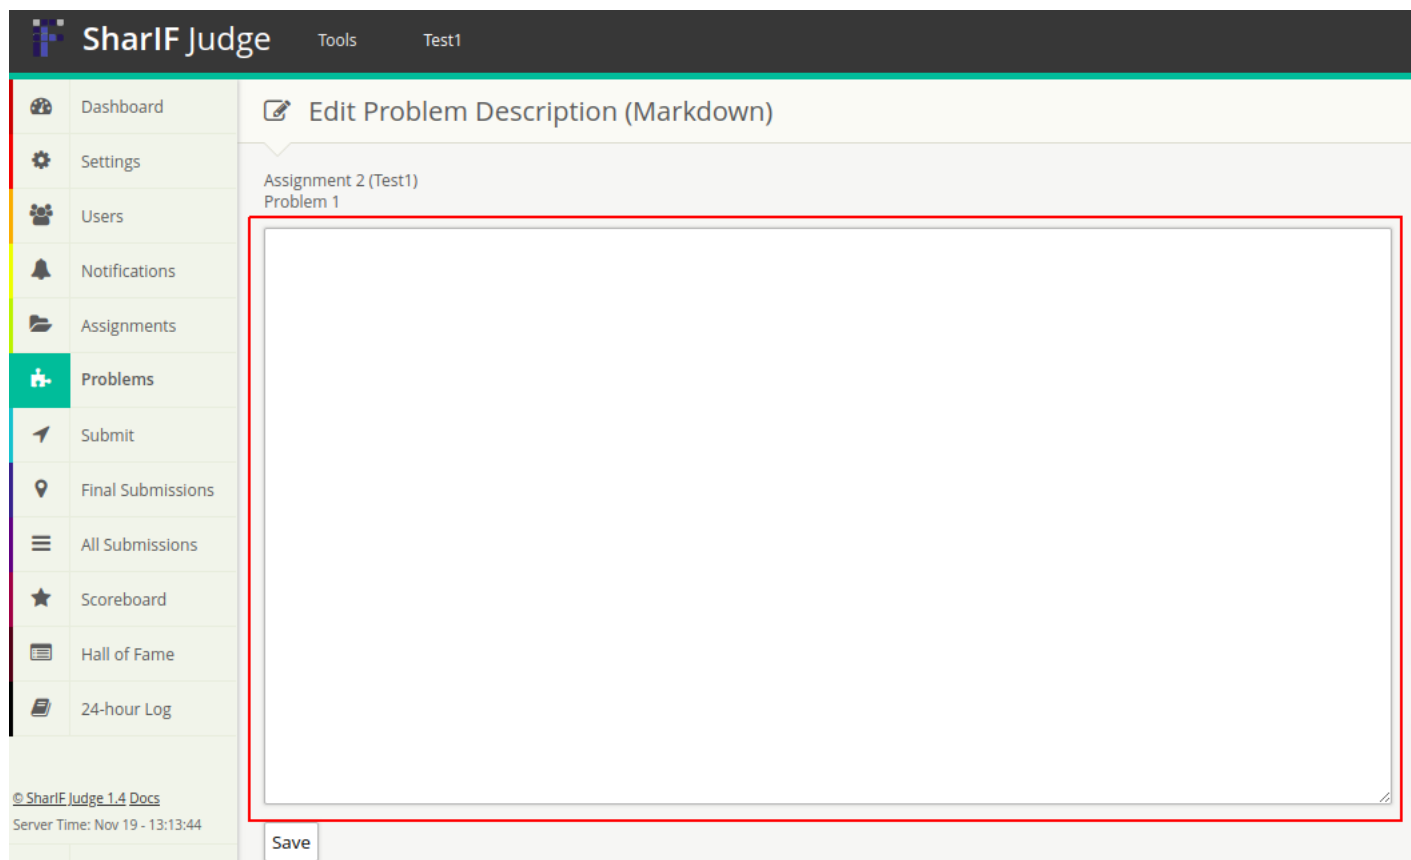 SharIF Judge Tools Test1
Edit Problem Description (Markdown)
Assignment 2 (Test1)
Problem 1
Dashboard
Settings
Users
Notifications
Assignments
Problems
Submit
Final Submissions
All Submissions
Scoreboard
Hall of Fame
24-hour Log
© SharIF Judge 1.4 Docs
Server Time: Nov 19 - 13:13:44
Save